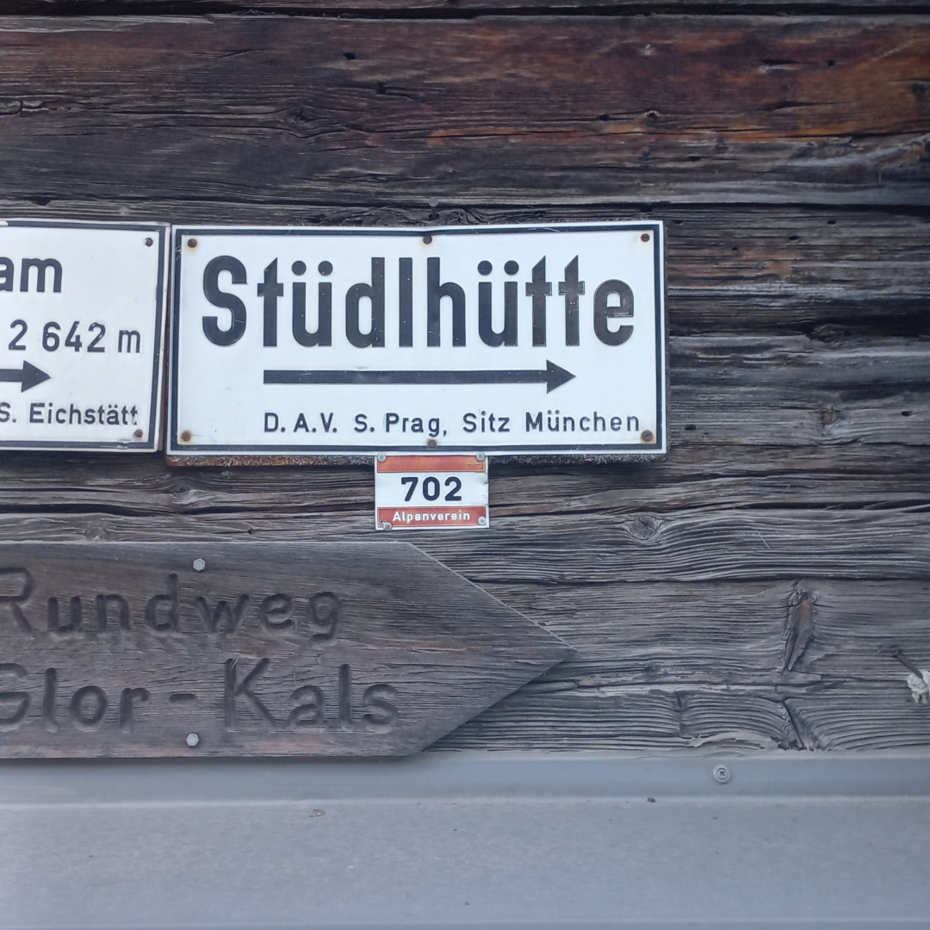 am
2 642 m
S. Eichstätt
Stüdlhütte
D.A.V. S.Prag, Sitz München
702
Alpenverein
Rundweg
Glor-Kals